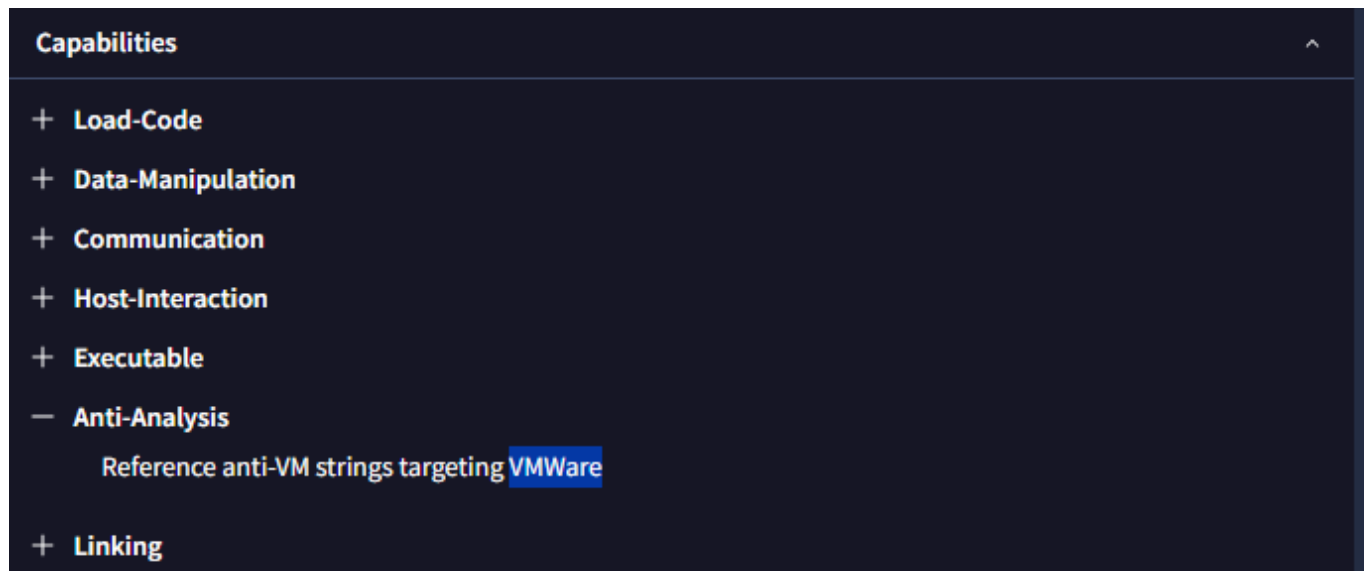 Capabilities
Load-Code
Data-Manipulation
Communication
Host-Interaction
Executable
Anti-Analysis
Reference anti-VM strings targeting VMWare
Linking